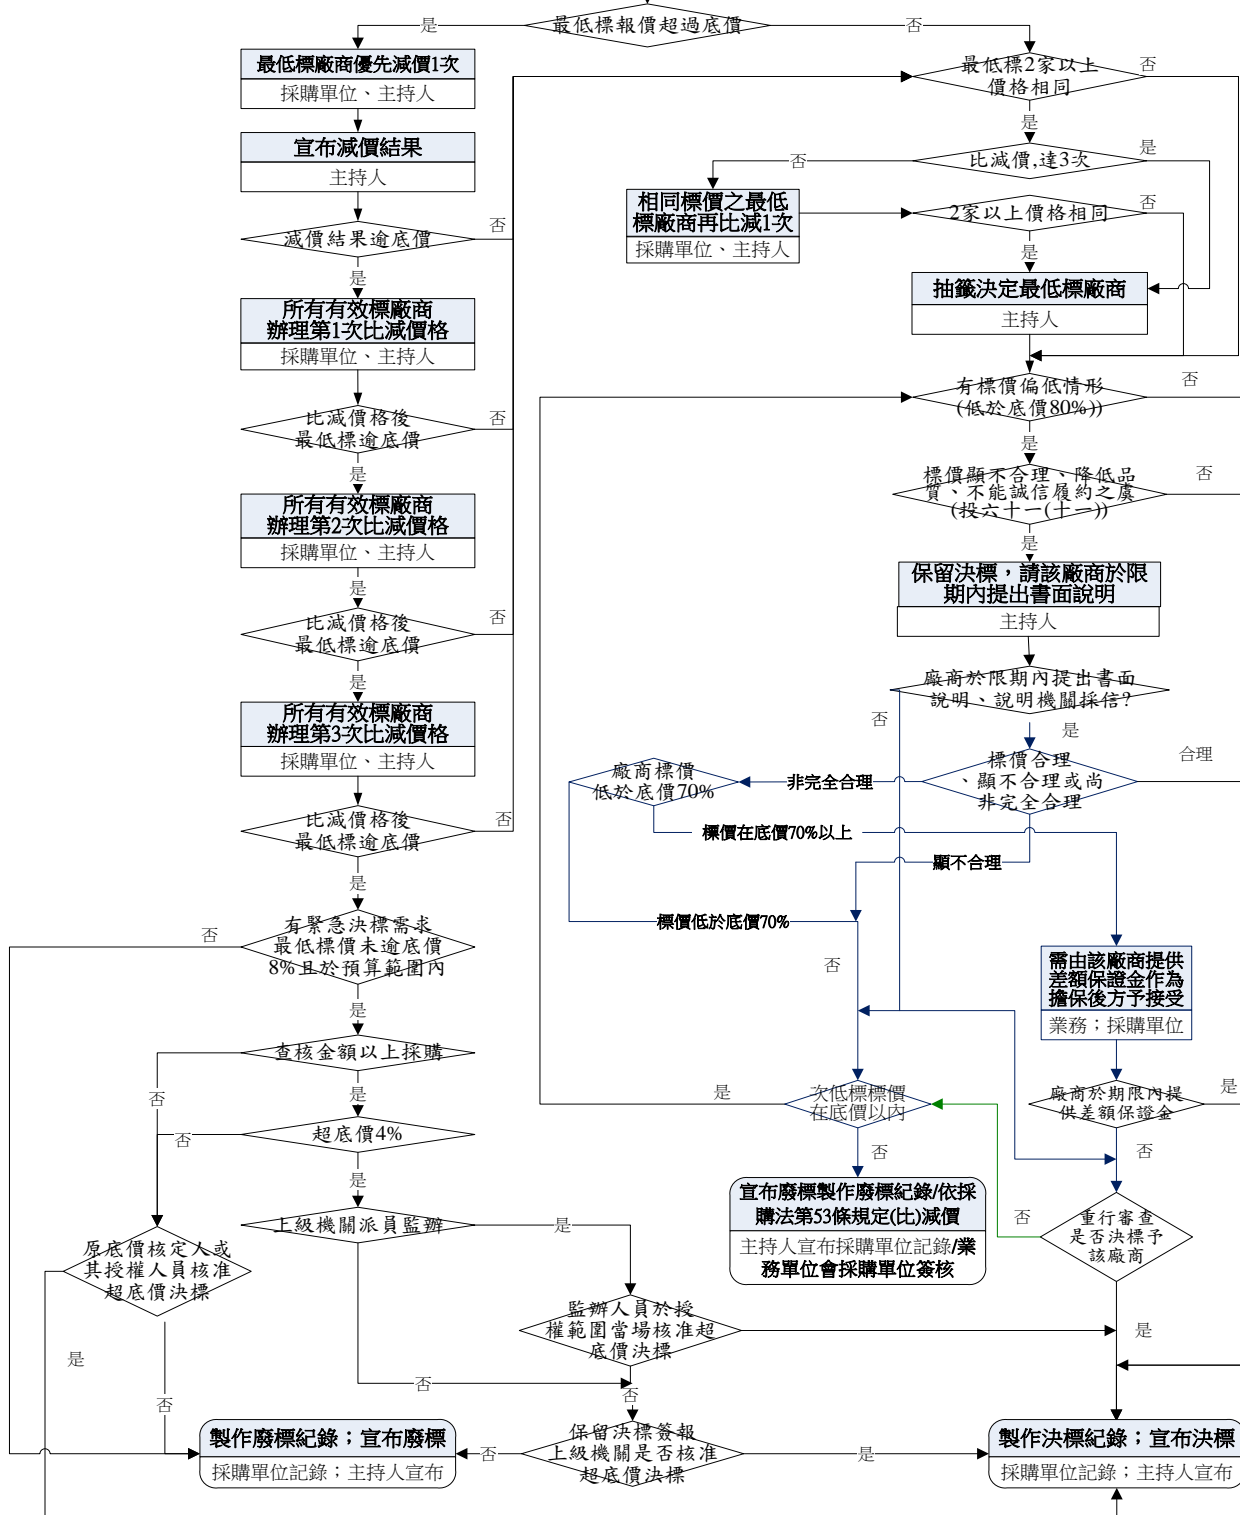 最低標報價超過底價
是
否
最低標廠商優先減價1次
採購單位、主持人
宣布減價結果
主持人
減價結果逾底價
否
是
所有有效標廠商
辦理第1次比減價格
採購單位、主持人
比減價格後
最低標逾底價
否
是
所有有效標廠商
辦理第2次比減價格
採購單位、主持人
比減價格後
最低標逾底價
否
是
所有有效標廠商
辦理第3次比減價格
採購單位、主持人
比減價格後
最低標逾底價
否
是
有緊急決標需求
最低標價未逾底價
8%且於預算範圍內
否
是
查核金額以上採購
否
是
超底價4%
否
是
上級機關派員監辦
是
否
原底價核定人或
其授權人員核准
超底價決標
是
否
監辦人員於授
權範圍當場核准超
底價決標
是
否
保留決標簽報
上級機關是否核准
超底價決標
否
是
製作廢標紀錄；宣布廢標
採購單位記錄；主持人宣布
最低標2家以上
價格相同
否
是
比減價,達3次
否
是
相同標價之最低
標廠商再比減1次
採購單位、主持人
2家以上價格相同
否
是
抽籤決定最低標廠商
主持人
有標價偏低情形
(低於底價80%))
否
是
標價顯不合理、降低品
質、不能誠信履約之虞
(投六十一(十一))
否
是
保留決標，請該廠商於限
期內提出書面說明
主持人
廠商於限期內提出書面
說明、說明機關採信?
否
是
標價合理
、顯不合理或尚
非完全合理
合理
非完全合理
顯不合理
廠商標價
低於底價70%
標價在底價70%以上
標價低於底價70%
否
需由該廠商提供
差額保證金作為
擔保後方予接受
業務；採購單位
廠商於期限內提
供差額保證金
是
否
次低標標價
在底價以內
是
否
宣布廢標製作廢標紀錄/依採
購法第53條規定(比)減價
主持人宣布採購單位記錄/業
務單位會採購單位簽核
重行審查
是否決標予
該廠商
否
製作決標紀錄；宣布決標
採購單位記錄；主持人宣布